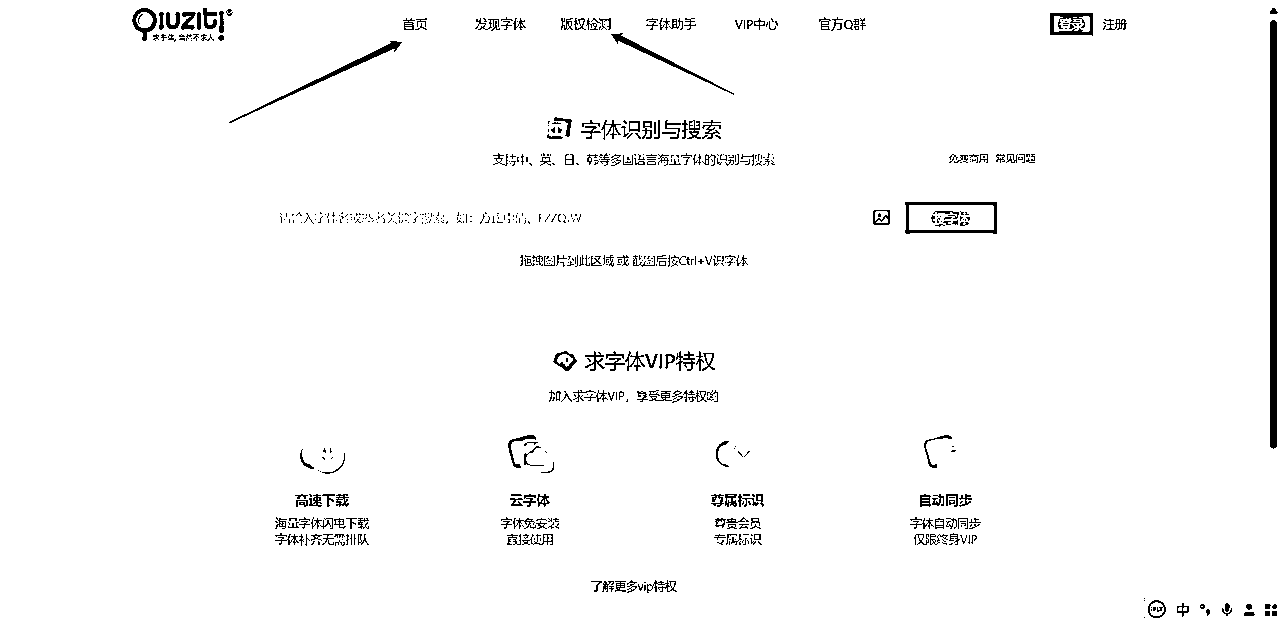 Qiuziti
求字体, 当然不求人
首页 发现字体 版权检测 字体助手 VIP中心 官方Q群 登录 注册
字体识别与搜索
支持中、英、日、韩等多国语言海量字体的识别与搜索
免费商用 常见问题
请输入字体名或签名关键字搜索, 如: 方正中倩、FZZQJW
搜字体
拖拽图片到此区域 或 截图后按Ctrl+V识字体
求字体VIP特权
加入求字体VIP，享受更多特权哟
高速下载 云字体 尊属标识 自动同步
海量字体闪电下载 字体免安装 尊贵会员 字体自动同步
字体补齐无需排队 直接使用 专属标识 仅限终身VIP
了解更多vip特权
中